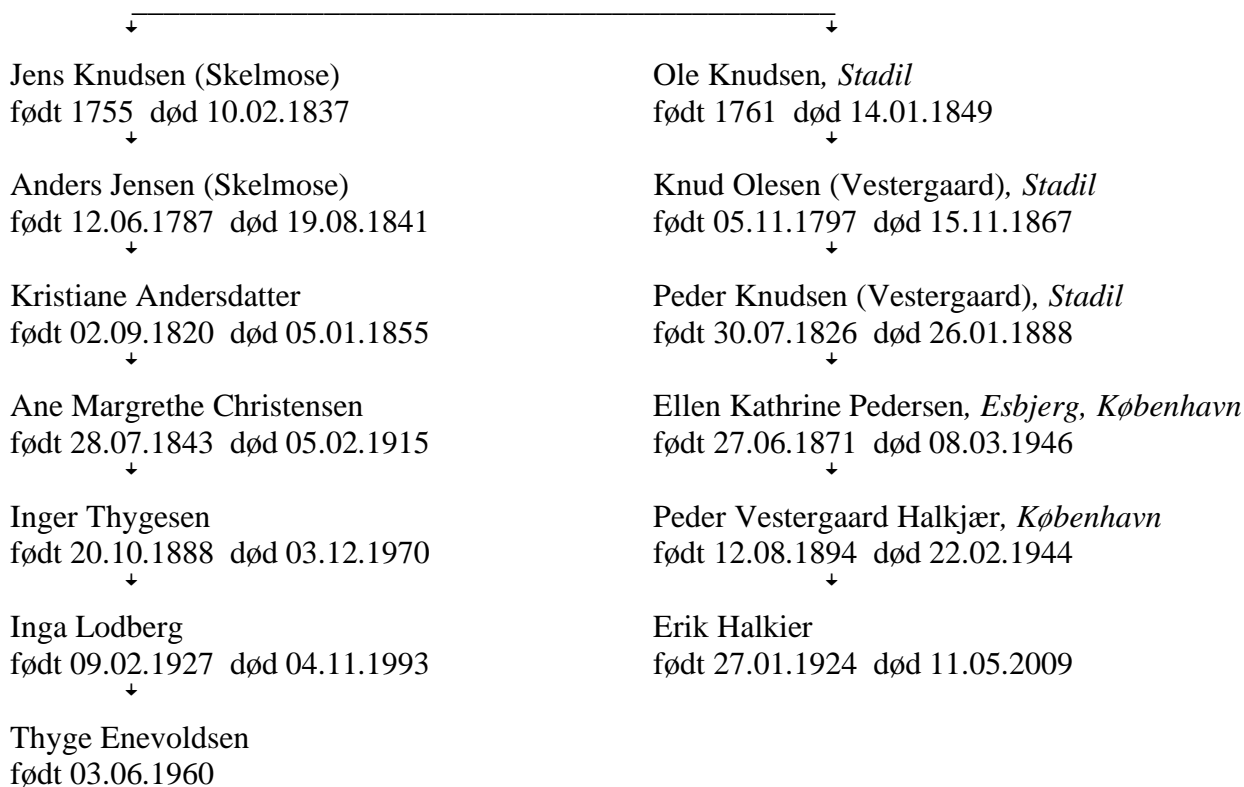 Jens Knudsen (Skelmose)
født 1755 død 10.02.1837
Anders Jensen (Skelmose)
født 12.06.1787 død 19.08.1841
Kristiane Andersdatter
født 02.09.1820 død 05.01.1855
Ane Margrethe Christensen
født 28.07.1843 død 05.02.1915
Inger Thygesen
født 20.10.1888 død 03.12.1970
Inga Lodberg
født 09.02.1927 død 04.11.1993
Thyge Enevoldsen
født 03.06.1960
Ole Knudsen, Stadil
født 1761 død 14.01.1849
Knud Olesen (Vestergaard), Stadil
født 05.11.1797 død 15.11.1867
Peder Knudsen (Vestergaard), Stadil
født 30.07.1826 død 26.01.1888
Ellen Kathrine Pedersen, Esbjerg, København
født 27.06.1871 død 08.03.1946
Peder Vestergaard Halkjær, København
født 12.08.1894 død 22.02.1944
Erik Halkier
født 27.01.1924 død 11.05.2009